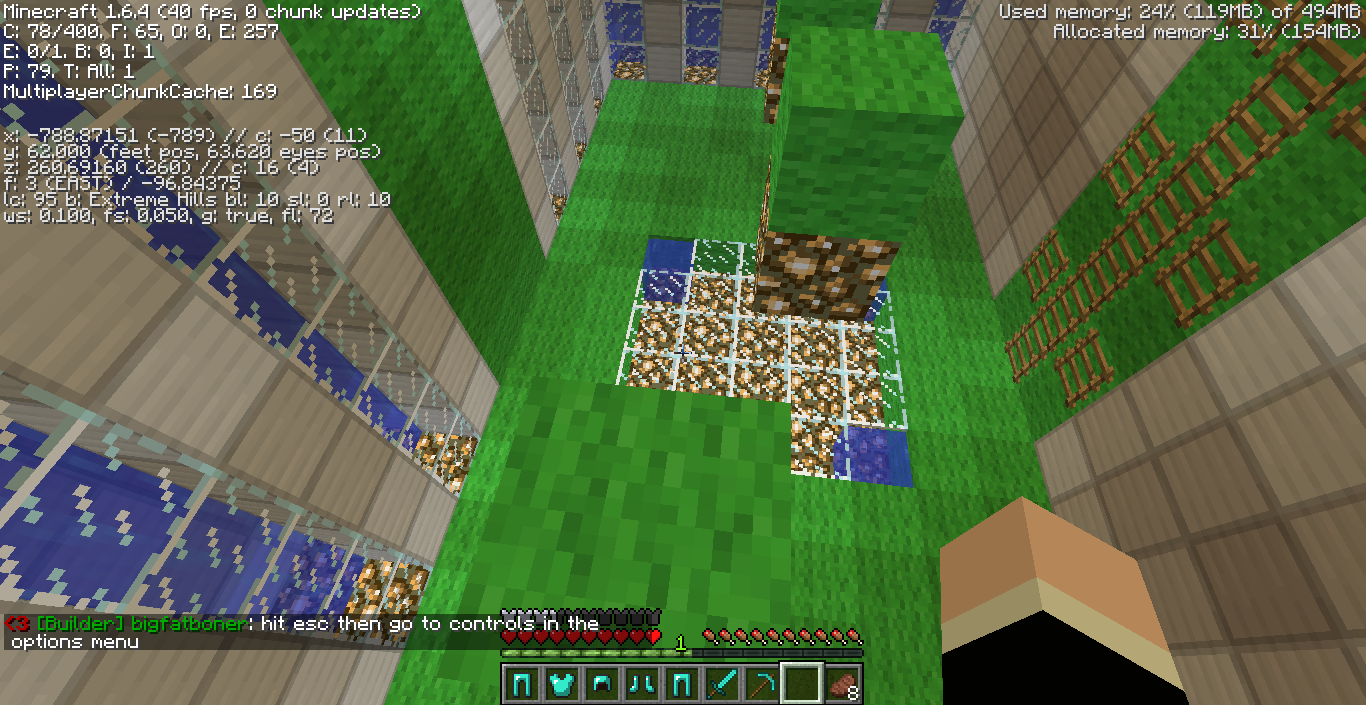 Minecraft 1.6.4 (40 fps, 0 chunk updates)
Used memory: 24% (119MB) of 494MB
C: 78/400, F: 65, O: 0, E: 257
Allocated memory: 31% (154MB)
E: 0/1. B: 0, I: 1
P: 79. T: All: 1
MultiplayerChunkCache: 169
x: -788.87151 (-789) // c: -50 (11)
y: 62.000 (feet pos, 63.620 eyes pos)
z: 260.69160 (260) // c: 16 (4)
f: 3 (EAST) / -96.84375
lc: 95 b: Extreme Hills bl: 10 sl: 0 rl: 10
ws: 0.100, fs: 0.050, g: true, fl: 72
<3 [Builder] bigfatboner: hit esc then go to controls in the
options menu
1
8